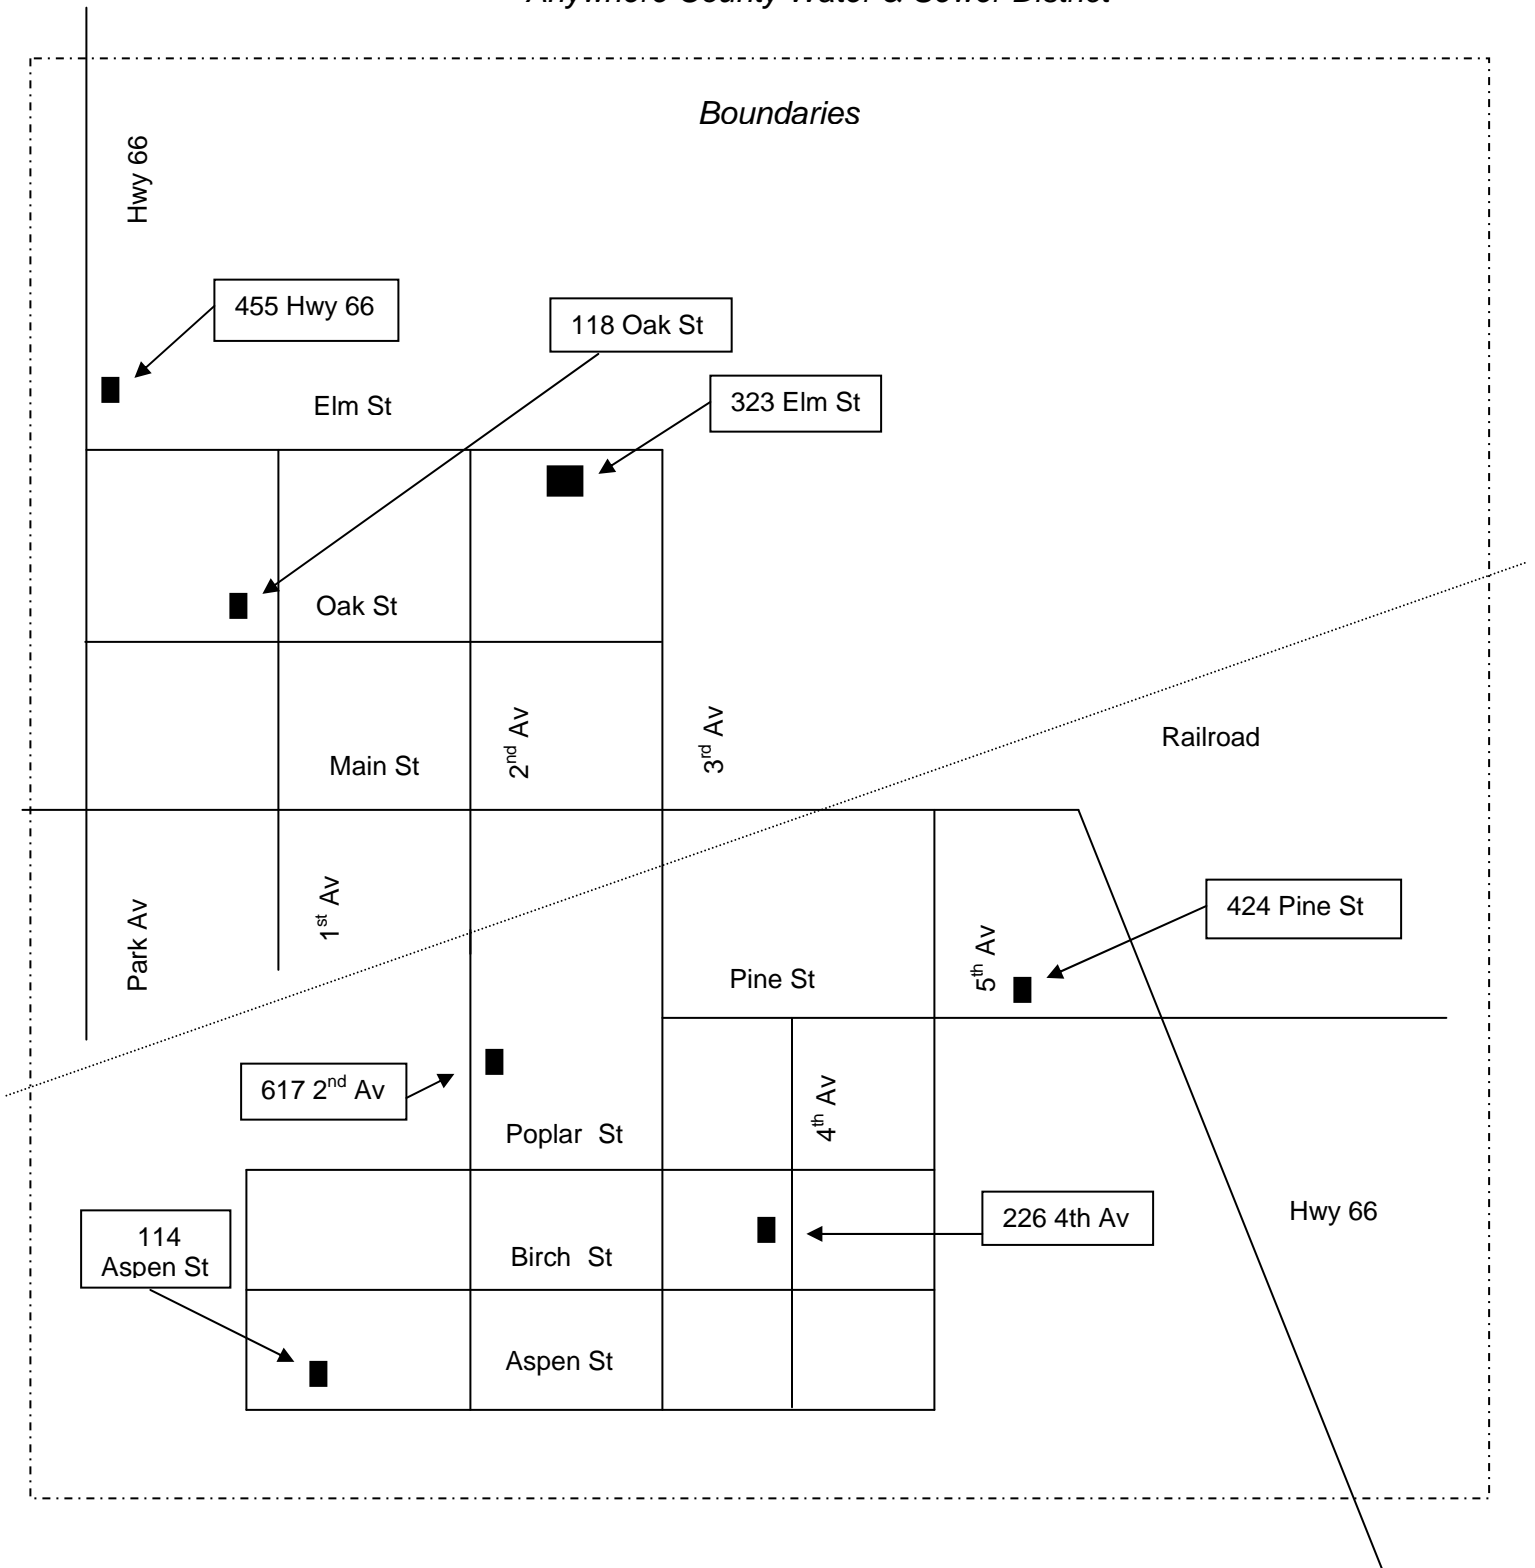 Anywhere County Water & Sewer District
Boundaries
Hwy 66
455 Hwy 66
118 Oak St
323 Elm St
Elm St
Oak St
2nd Av
3rd Av
Railroad
Main St
1st Av
Park Av
424 Pine St
5th Av
Pine St
617 2nd Av
4th Av
Poplar St
226 4th Av
Hwy 66
114
Aspen St
Birch St
Aspen St